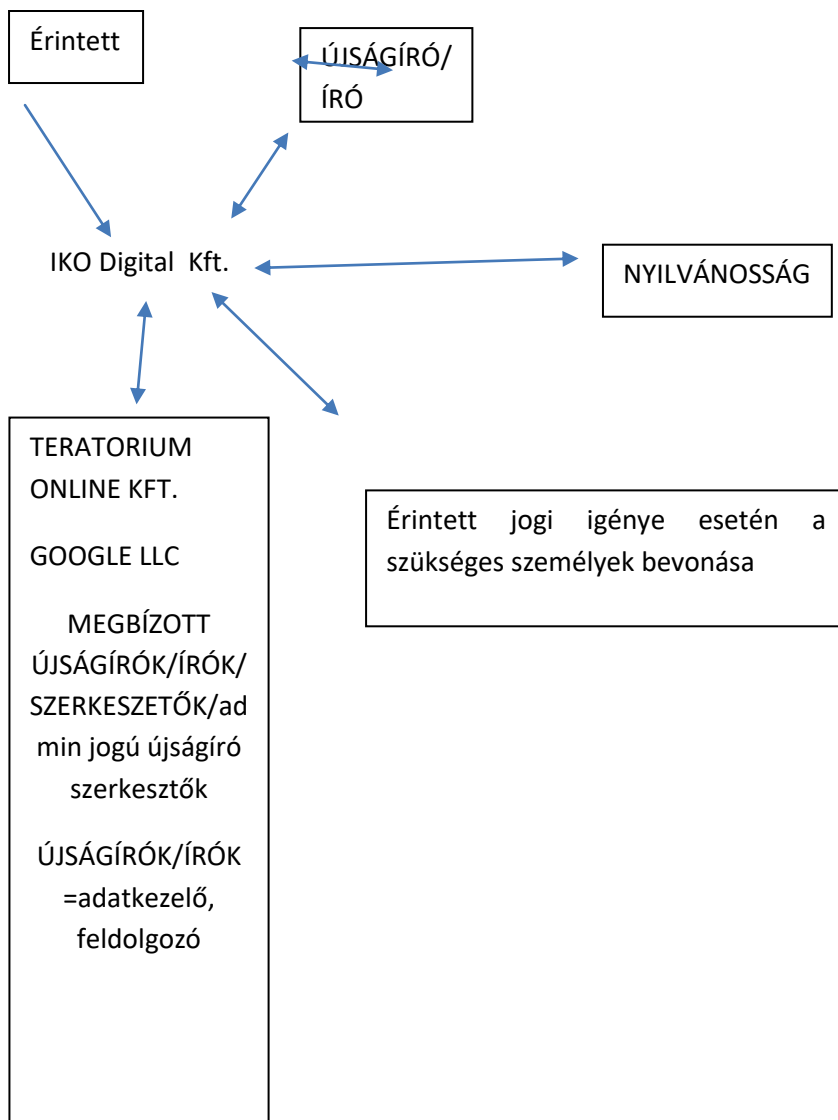 Érintett
ÚJSÁGÍRÓ/
ÍRÓ
IKO Digital Kft.
NYILVÁNOSSÁG
TERATORIUM
ONLINE KFT.
GOOGLE LLC
MEGBÍZOTT
ÚJSÁGÍRÓK/ÍRÓK/
SZERKESZETŐK/ad
min jogú újságíró
szerkesztők
ÚJSÁGÍRÓK/ÍRÓK
=adatkezelő,
feldolgozó
Érintett jogi igénye esetén a
szükséges személyek bevonása